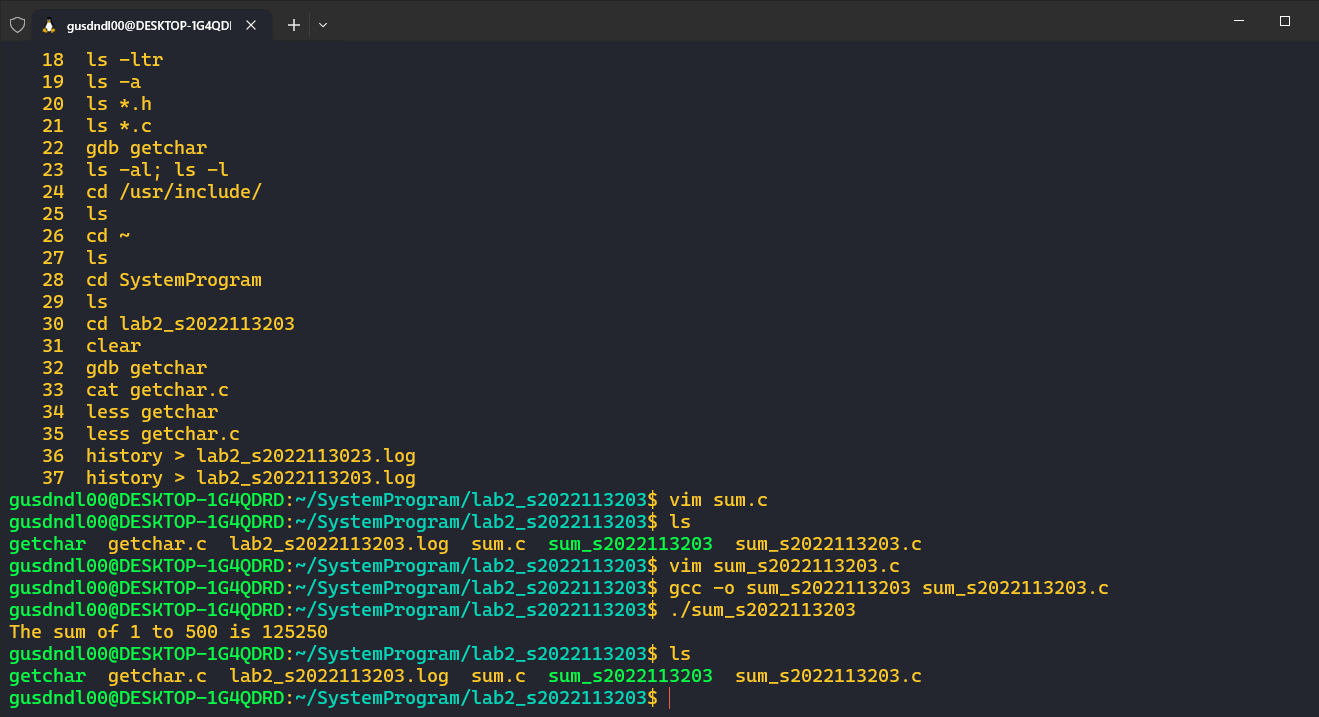 gusdndl00@DESKTOP-1G4QD
18 ls -ltr
19 ls -a
20 ls *.h
21 ls *.c
22 gdb getchar
23 ls -al; ls -l
24 cd /usr/include/
25 ls
26 cd ~
27 ls
28 cd SystemProgram
29 ls
30 cd lab2_s2022113203
31 clear
32 gdb getchar
33 cat getchar.c
34 less getchar
35 less getchar.c
36 history > lab2_s2022113023.log
37 history > lab2_s2022113203.log
gusdndl00@DESKTOP-1G4QDRD:~/SystemProgram/lab2_s2022113203$ vim sum.c
gusdndl00@DESKTOP-1G4QDRD:~/SystemProgram/lab2_s2022113203$ ls
getchar getchar.c lab2_s2022113203.log sum.c sum_s2022113203 sum_s2022113203.c
gusdndl00@DESKTOP-1G4QDRD:~/SystemProgram/lab2_s2022113203$ vim sum_s2022113203.c
gusdndl00@DESKTOP-1G4QDRD:~/SystemProgram/lab2_s2022113203$ gcc -o sum_s2022113203 sum_s2022113203.c
gusdndl00@DESKTOP-1G4QDRD:~/SystemProgram/lab2_s2022113203$ ./sum_s2022113203
The sum of 1 to 500 is 125250
gusdndl00@DESKTOP-1G4QDRD:~/SystemProgram/lab2_s2022113203$ ls
getchar getchar.c lab2_s2022113203.log sum.c sum_s2022113203 sum_s2022113203.c
gusdndl00@DESKTOP-1G4QDRD:~/SystemProgram/lab2_s2022113203$